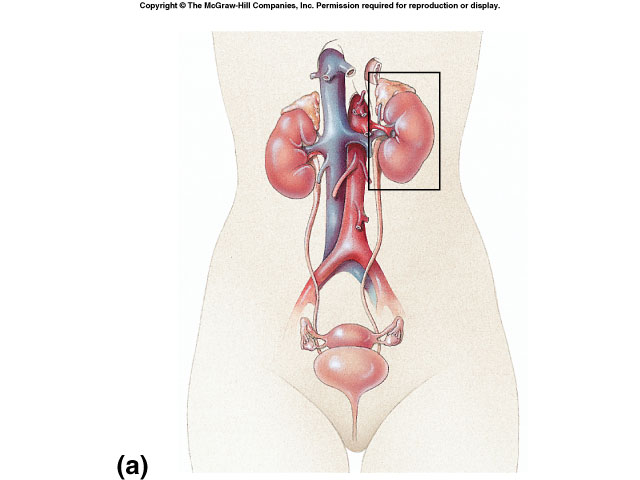 Copyright © The McGraw-Hill Companies, Inc. Permission required for reproduction or display.
(a)